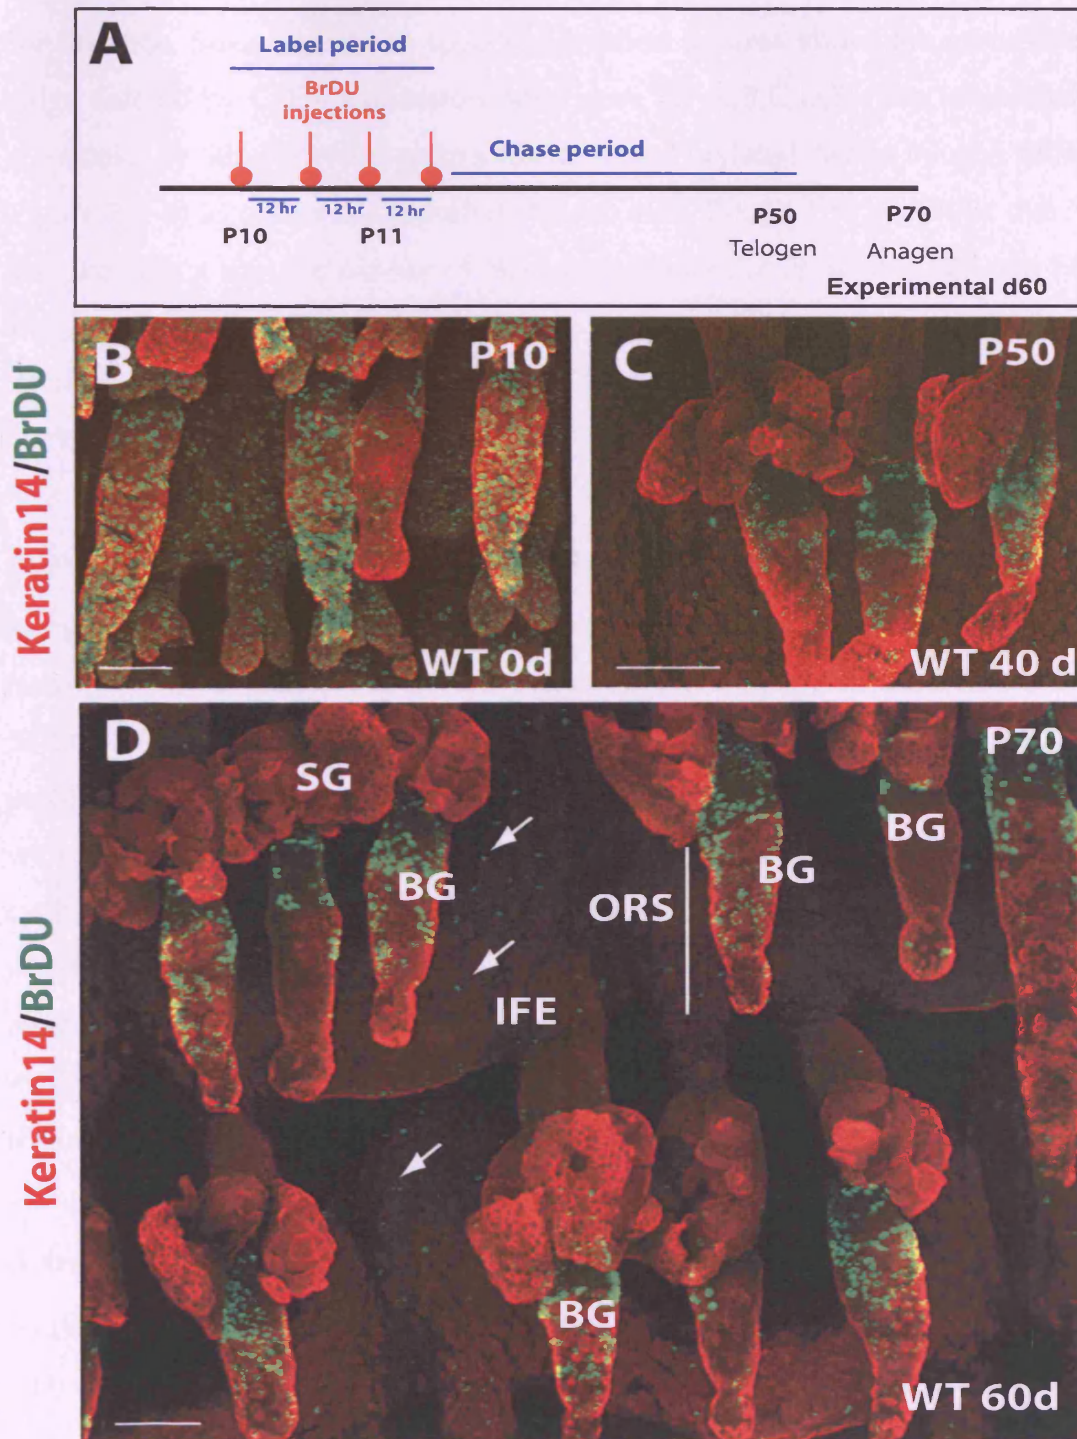 A
Label period
BrDU
injections
Chase period
12 hr 12 hr 12 hr
P10 P11
P50 P70
Telogen Anagen
Experimental d60
Keratin14/BrDU
B P10
WT 0d
C P50
WT 40 d
Keratin14/BrDU
D P70
SG
BG BG BG
ORS
IFE
BG
WT 60d